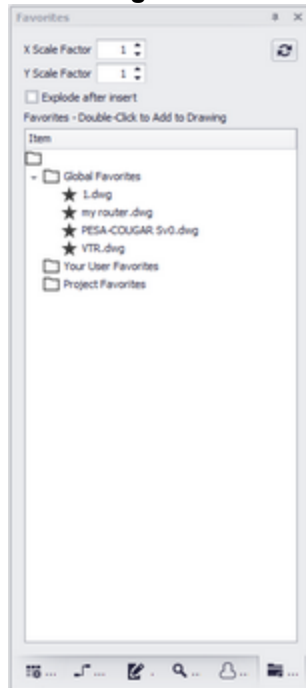 Favorites
X Scale Factor 1
Y Scale Factor 1
Explode after insert
Favorites - Double-Click to Add to Drawing
Item
Global Favorites
1.dwg
my router.dwg
PESA-COUGAR Sv0.dwg
VTR.dwg
Your User Favorites
Project Favorites